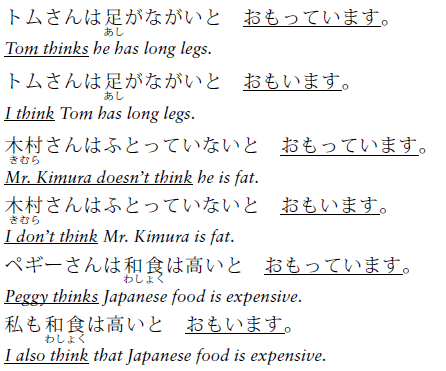 トムさんは足がながいと　おもっています。
あし
Tom thinks he has long legs.
トムさんは足がながいと　おもいます。
あし
I think Tom has long legs.
木村さんはふとっていないと　おもっています。
きむら
Mr. Kimura doesn't think he is fat.
木村さんはふとっていないと　おもいます。
きむら
I don't think Mr. Kimura is fat.
ペギーさんは和食は高いと　おもっています。
わしょく
Peggy thinks Japanese food is expensive.
私も和食は高いと　おもいます。
わしょく
I also think that Japanese food is expensive.